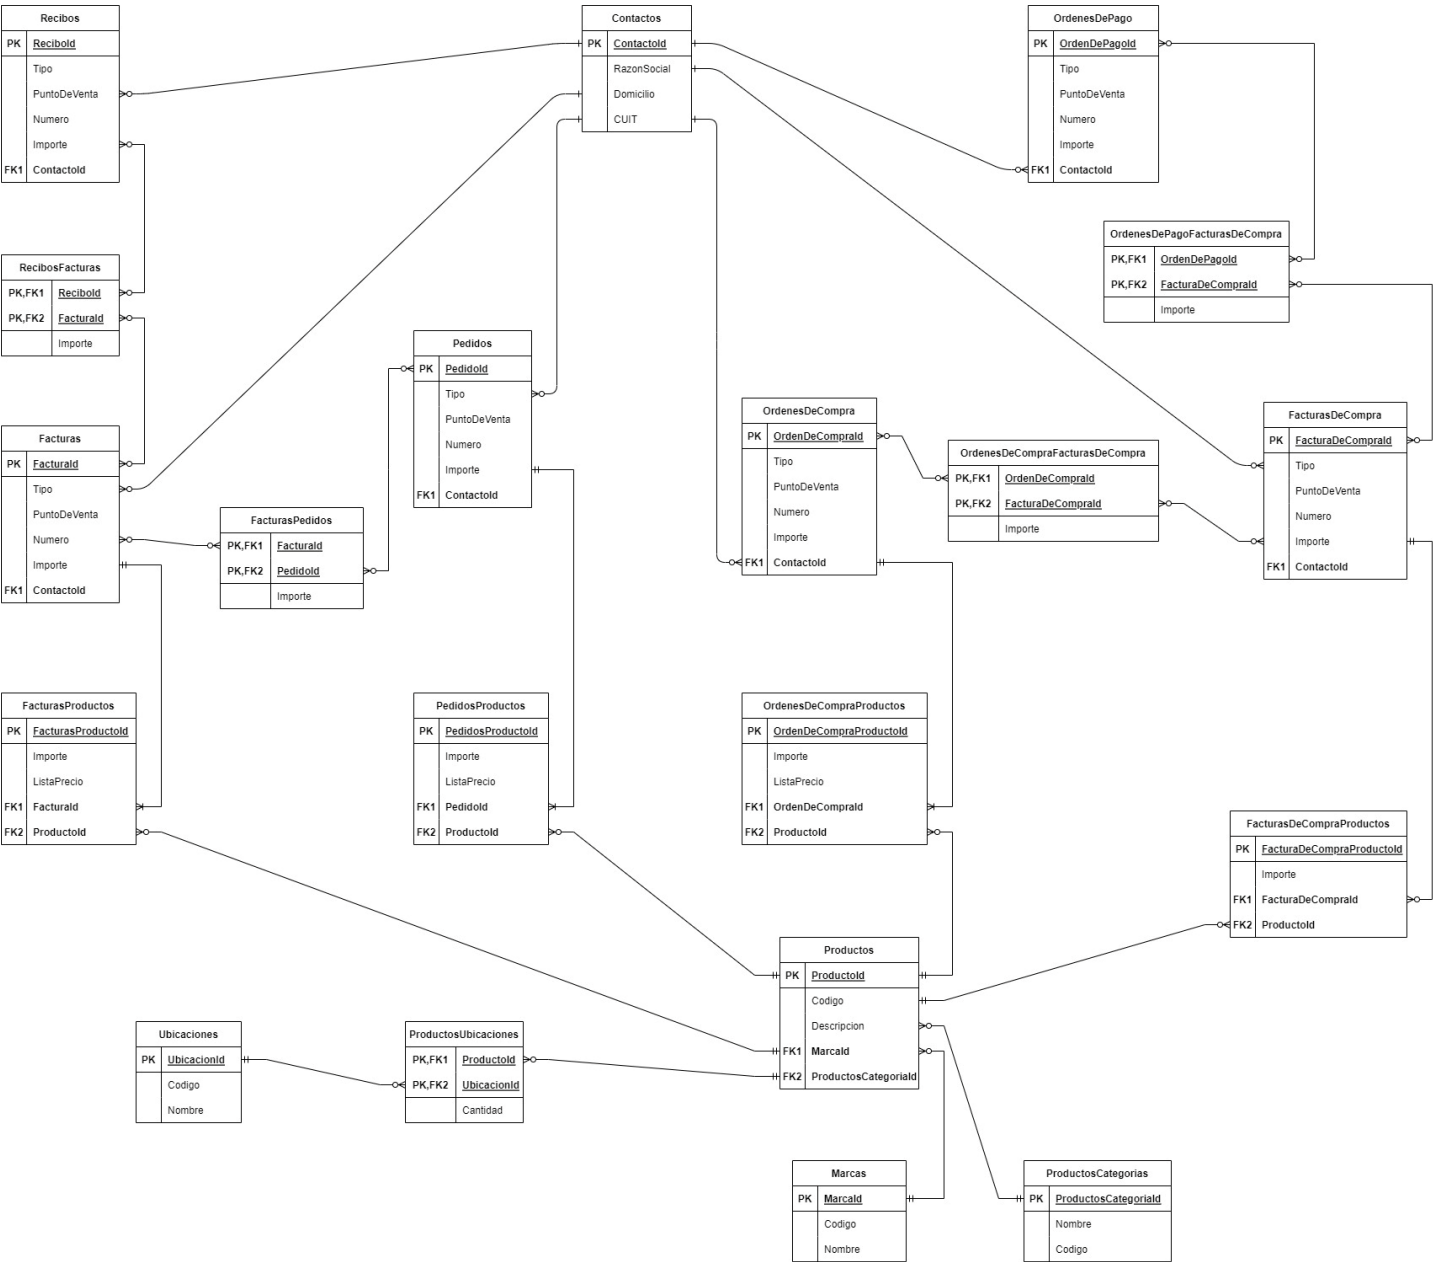 Recibos
PK ReciboId
Tipo
PuntoDeVenta
Numero
Importe
FK1 ContactoId
Contactos
PK ContactoId
RazonSocial
Domicilio
CUIT
OrdenesDePago
PK OrdenDePagoId
Tipo
PuntoDeVenta
Numero
Importe
FK1 ContactoId
OrdenesDePagoFacturasDeCompra
PK,FK1 OrdenDePagoId
PK,FK2 FacturaDeCompraId
Importe
RecibosFacturas
PK,FK1 ReciboId
PK,FK2 FacturaId
Importe
Pedidos
PK PedidoId
Tipo
PuntoDeVenta
Numero
Importe
FK1 ContactoId
OrdenesDeCompra
PK OrdenDeCompraId
Tipo
PuntoDeVenta
Numero
Importe
FK1 ContactoId
OrdenesDeCompraFacturasDeCompra
PK,FK1 OrdenDeCompraId
PK,FK2 FacturaDeCompraId
Importe
FacturasDeCompra
PK FacturaDeCompraId
Tipo
PuntoDeVenta
Numero
Importe
FK1 ContactoId
Facturas
PK FacturaId
Tipo
PuntoDeVenta
Numero
Importe
FK1 ContactoId
FacturasPedidos
PK,FK1 FacturaId
PK,FK2 PedidoId
Importe
FacturasProductos
PK FacturasProductoId
Importe
ListaPrecio
FK1 FacturaId
FK2 ProductoId
PedidosProductos
PK PedidosProductoId
Importe
ListaPrecio
FK1 PedidoId
FK2 ProductoId
OrdenesDeCompraProductos
PK OrdenDeCompraProductoId
Importe
ListaPrecio
FK1 OrdenDeCompraId
FK2 ProductoId
FacturasDeCompraProductos
PK FacturaDeCompraProductoId
Importe
FK1 FacturaDeCompraId
FK2 ProductoId
Productos
PK ProductoId
Codigo
Descripcion
FK1 MarcaId
FK2 ProductosCategoriaId
Ubicaciones
PK UbicacionId
Codigo
Nombre
ProductosUbicaciones
PK,FK1 ProductoId
PK,FK2 UbicacionId
Cantidad
Marcas
PK MarcaId
Codigo
Nombre
ProductosCategorias
PK ProductosCategoriaId
Nombre
Codigo